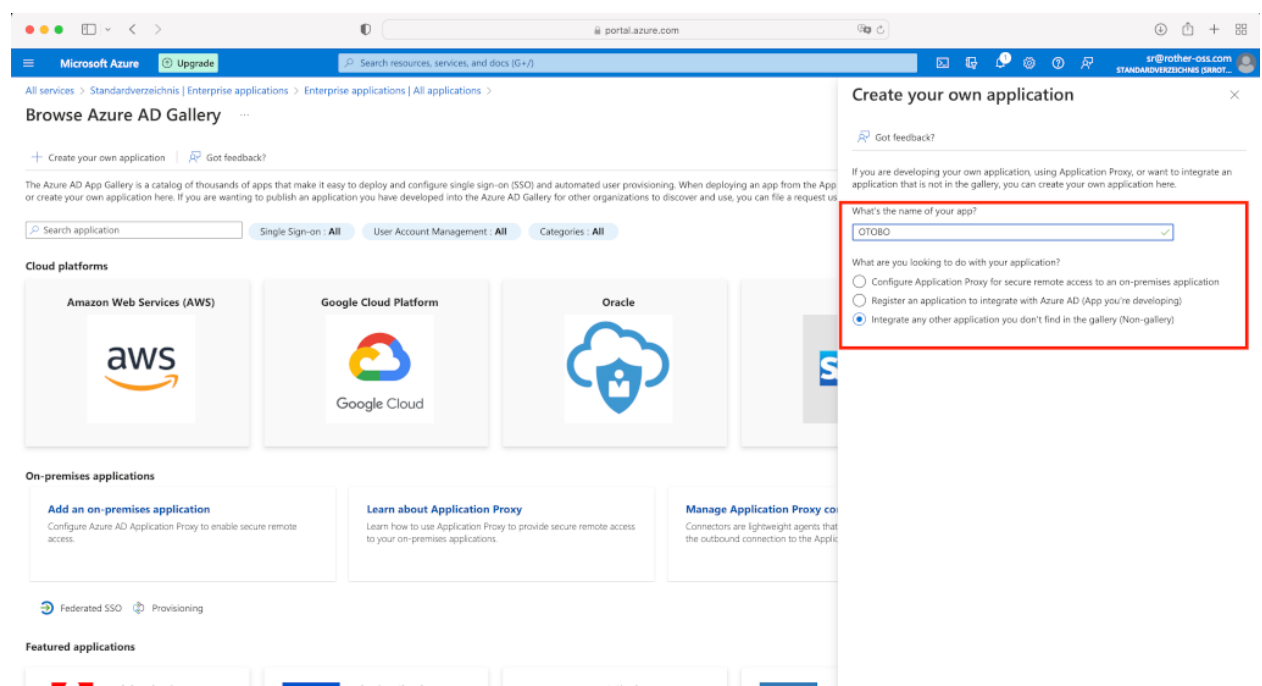 portal.azure.com
Microsoft Azure
Upgrade
Search resources, services, and docs (G+/)
1
sr@rother-oss.com
STANDARDVERZEICHNIS (SRROT...
All services > Standardverzeichnis | Enterprise applications > Enterprise applications | All applications >
Browse Azure AD Gallery ...
+ Create your own application
Got feedback?
The Azure AD App Gallery is a catalog of thousands of apps that make it easy to deploy and configure single sign-on (SSO) and automated user provisioning. When deploying an app from the App
or create your own application here. If you are wanting to publish an application you have developed into the Azure AD Gallery for other organizations to discover and use, you can file a request us
Search application
Single Sign-on : All
User Account Management : All
Categories : All
Cloud platforms
Amazon Web Services (AWS)
aws
Google Cloud Platform
Google Cloud
Oracle
S
On-premises applications
Add an on-premises application
Configure Azure AD Application Proxy to enable secure remote
access.
Learn about Application Proxy
Learn how to use Application Proxy to provide secure remote access
to your on-premises applications.
Manage Application Proxy co
Connectors are lightweight agents that
the outbound connection to the Applic
Federated SSO
Provisioning
Featured applications
Create your own application
Got feedback?
If you are developing your own application, using Application Proxy, or want to integrate an
application that is not in the gallery, you can create your own application here.
What's the name of your app?
OTOBO
What are you looking to do with your application?
Configure Application Proxy for secure remote access to an on-premises application
Register an application to integrate with Azure AD (App you're developing)
Integrate any other application you don't find in the gallery (Non-gallery)